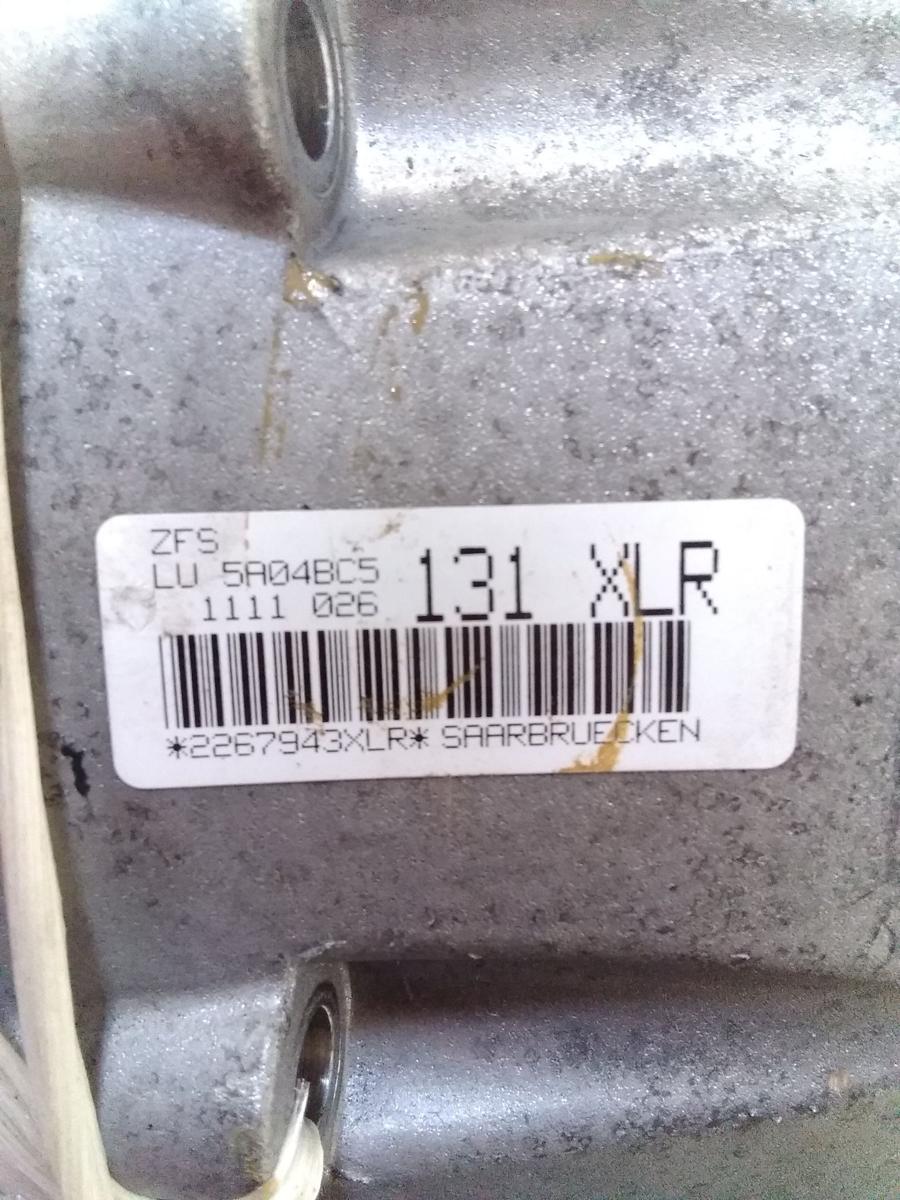 ZFS
LU 5A04BC5
1111 026
131 XLR
*2267943XLR* SAARBRUECKEN